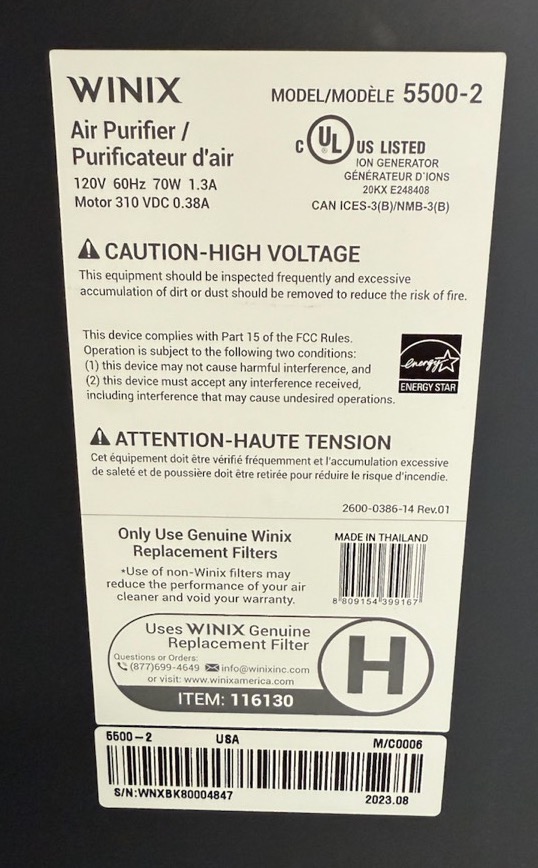 WINIX
MODEL/MODÈLE 5500-2
Air Purifier /
Purificateur d'air
120V 60Hz 70W 1.3A
Motor 310 VDC 0.38A
C UL US LISTED
ION GENERATOR
GÉNÉRATEUR D'IONS
20KX E248408
CAN ICES-3(B)/NMB-3(B)
CAUTION-HIGH VOLTAGE
This equipment should be inspected frequently and excessive
accumulation of dirt or dust should be removed to reduce the risk of fire.
This device complies with Part 15 of the FCC Rules.
Operation is subject to the following two conditions:
(1) this device may not cause harmful interference, and
(2) this device must accept any interference received,
including interference that may cause undesired operations.
energy
ENERGY STAR
ATTENTION-HAUTE TENSION
Cet équipement doit être vérifié fréquemment et l'accumulation excessive
de saleté et de poussière doit être retirée pour réduire le risque d'incendie.
2600-0386-14 Rev.01
Only Use Genuine Winix
Replacement Filters
*Use of non-Winix filters may
reduce the performance of your air
cleaner and void your warranty.
MADE IN THAILAND
8 809154 399167
Uses WINIX Genuine
Replacement Filter
Questions or Orders:
(877)699-4649 info@winixinc.com
or visit: www.winixamerica.com
ITEM: 116130
H
5500-2 USA M/C0006
S/N:WNXBK80004847 2023.08